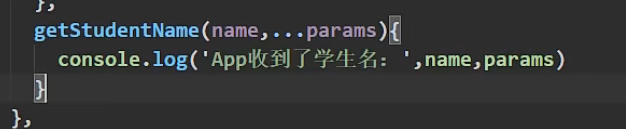 },
getStudentName(name,...params){
console.log('App收到了学生名：',name,params)
}
},